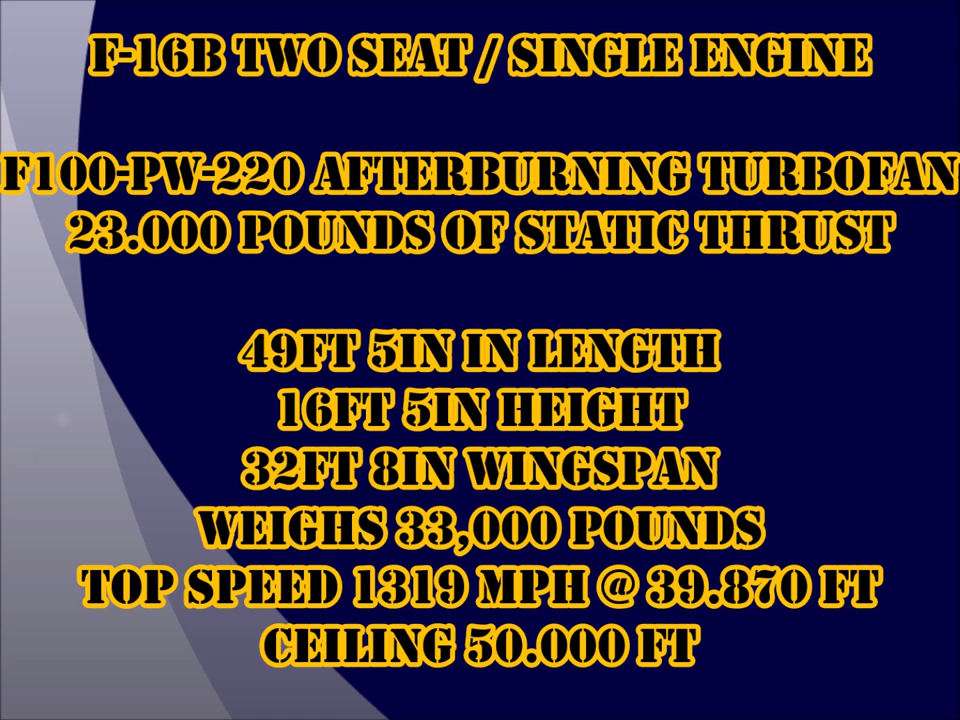 F-16B TWO SEAT / SINGLE ENGINE
F100-PW-220 AFTERBURNING TURBOFAN
23.000 POUNDS OF STATIC THRUST
49FT 5IN IN LENGTH
16FT 5IN HEIGHT
32FT 8IN WINGSPAN
WEIGHS 33,000 POUNDS
TOP SPEED 1319 MPH @ 39.870 FT
CEILING 50.000 FT